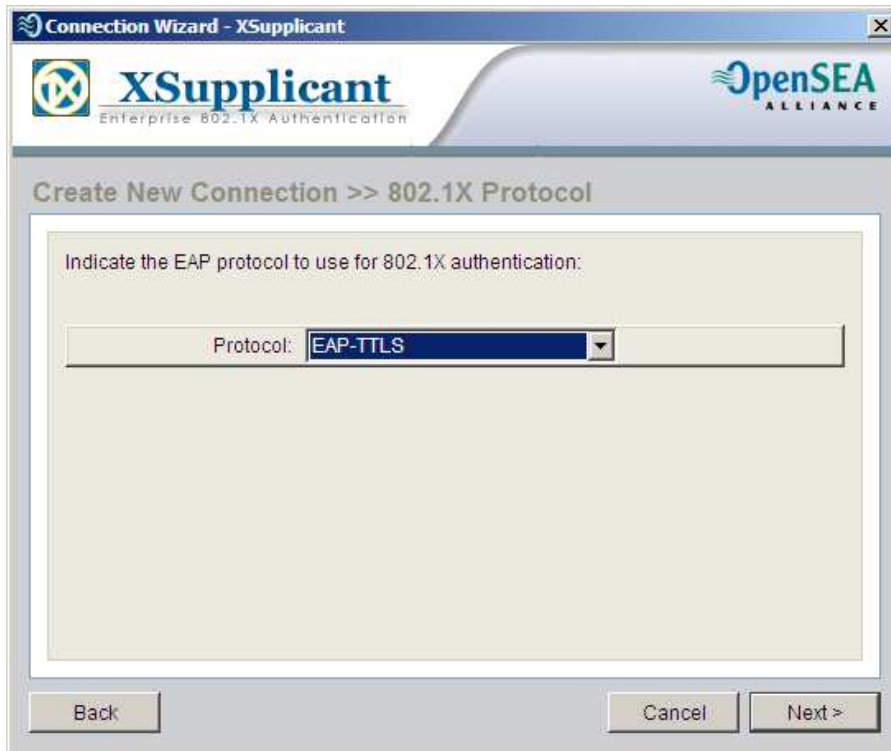 Connection Wizard - XSupplicant
1X XSupplicant
Enterprise 802.1X Authentication
OpenSEA
ALLIANCE
Create New Connection >> 802.1X Protocol
Indicate the EAP protocol to use for 802.1X authentication:
Protocol: EAP-TTLS
Back Cancel Next >